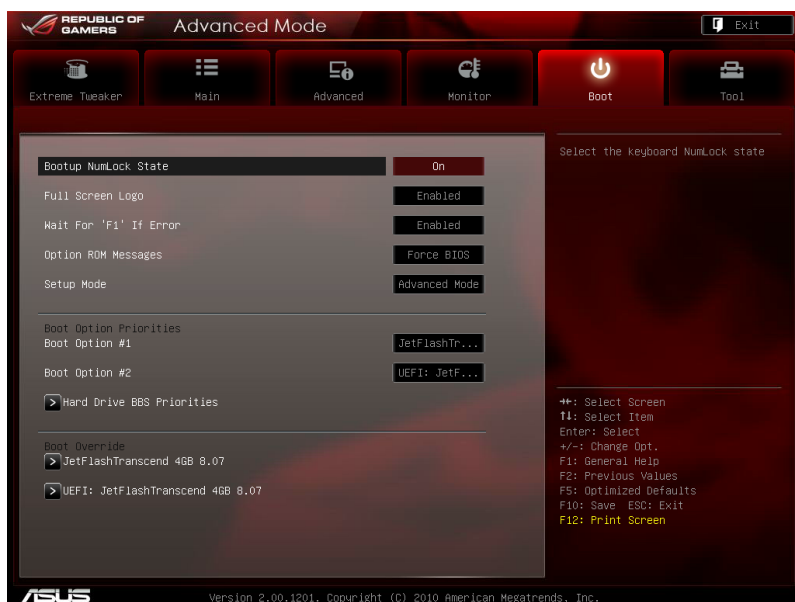 REPUBLIC OF
GAMERS
Advanced Mode
Exit
Extreme Tweaker
Main
Advanced
Monitor
Boot
Tool
Bootup NumLock State
On
Full Screen Logo
Enabled
Wait For 'F1' If Error
Enabled
Option ROM Messages
Force BIOS
Setup Mode
Advanced Mode
Boot Option Priorities
Boot Option #1
JetFlashTr...
Boot Option #2
UEFI: JetF...
> Hard Drive BBS Priorities
Boot Override
> JetFlashTranscend 4GB 8.07
> UEFI: JetFlashTranscend 4GB 8.07
Select the keyboard NumLock state
→←: Select Screen
↑↓: Select Item
Enter: Select
+/-: Change Opt.
F1: General Help
F2: Previous Values
F5: Optimized Defaults
F10: Save ESC: Exit
F12: Print Screen
ASUS
Version 2.00.1201. Copyright (C) 2010 American Megatrends, Inc.